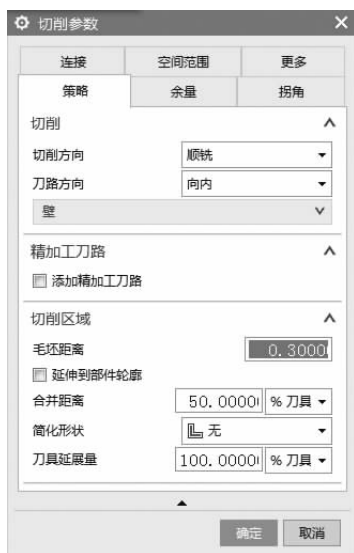 切削参数
连接 空间范围 更多
策略 余量 拐角
切削
切削方向 顺铣
刀路方向 向内
壁
精加工刀路
添加精加工刀路
切削区域
毛坯距离 0.3000
延伸到部件轮廓
合并距离 50.0000 % 刀具
简化形状 无
刀具延展量 100.0000 % 刀具
确定 取消